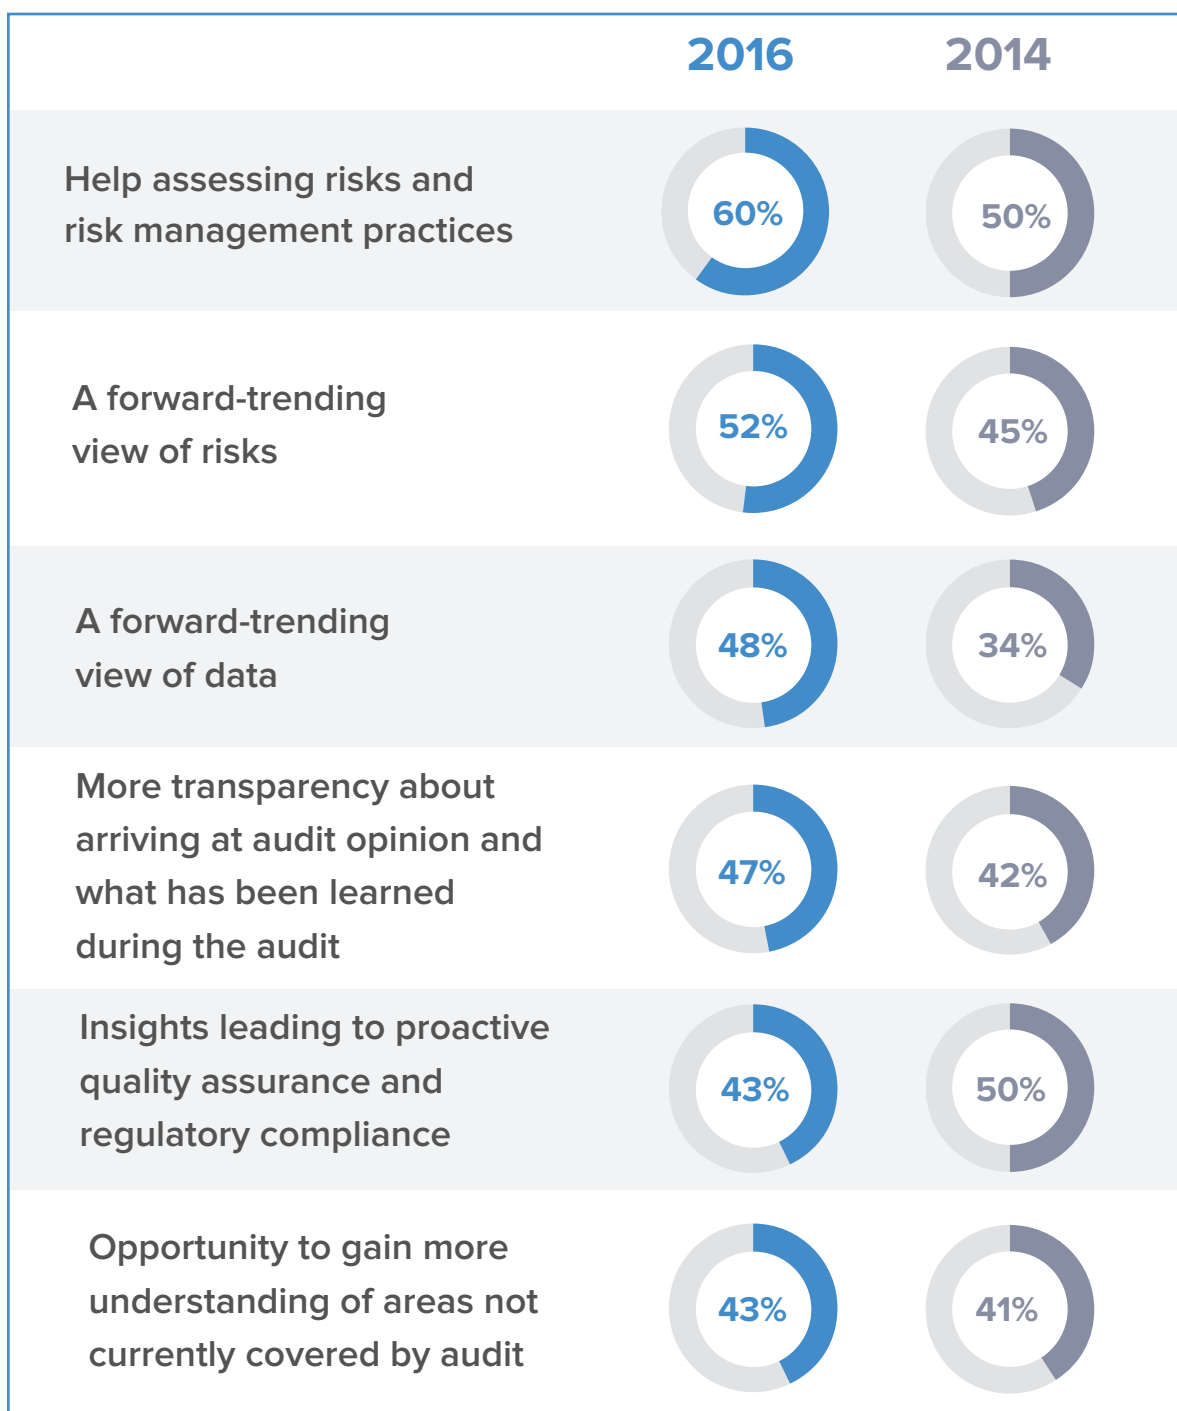 2016 2014
Help assessing risks and
risk management practices
60% 50%
A forward-trending
view of risks
52% 45%
A forward-trending
view of data
48% 34%
More transparency about
arriving at audit opinion and
what has been learned
during the audit
47% 42%
Insights leading to proactive
quality assurance and
regulatory compliance
43% 50%
Opportunity to gain more
understanding of areas not
currently covered by audit
43% 41%